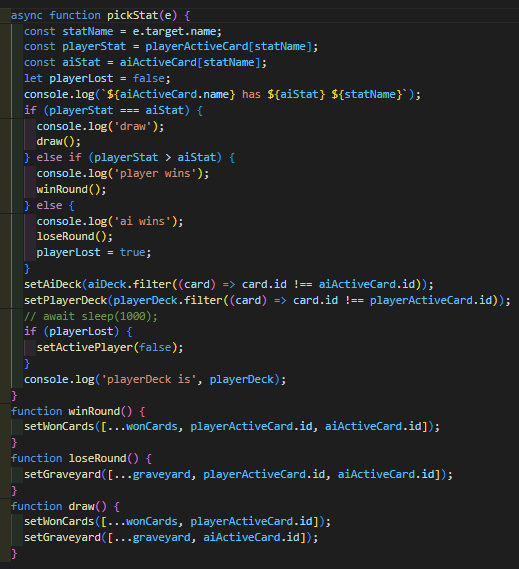 async function pickStat(e) {
const statName = e.target.name;
const playerStat = playerActiveCard[statName];
const aiStat = aiActiveCard[statName];
let playerLost = false;
console.log(`${aiActiveCard.name} has ${aiStat} ${statName}`);
if (playerStat === aiStat) {
console.log('draw');
draw();
} else if (playerStat > aiStat) {
console.log('player wins');
winRound();
} else {
console.log('ai wins');
loseRound();
playerLost = true;
}
setAiDeck(aiDeck.filter((card) => card.id !== aiActiveCard.id));
setPlayerDeck(playerDeck.filter((card) => card.id !== playerActiveCard.id));
// await sleep(1000);
if (playerLost) {
setActivePlayer(false);
}
console.log('playerDeck is', playerDeck);
}
function winRound() {
setWonCards([...wonCards, playerActiveCard.id, aiActiveCard.id]);
}
function loseRound() {
setGraveyard([...graveyard, playerActiveCard.id, aiActiveCard.id]);
}
function draw() {
setWonCards([...wonCards, playerActiveCard.id]);
setGraveyard([...graveyard, aiActiveCard.id]);
}